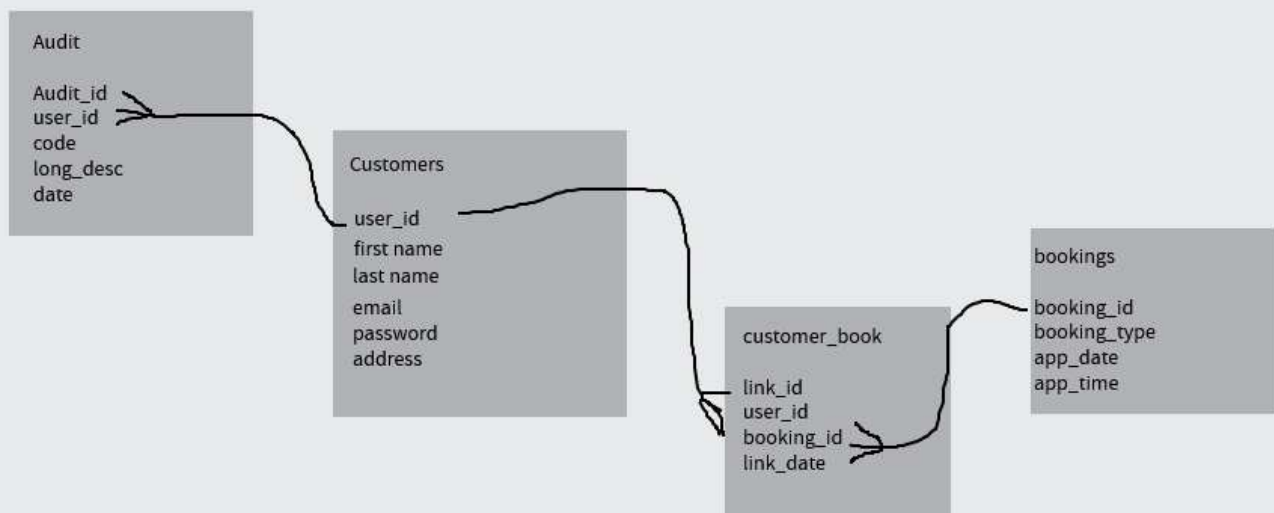 Audit
Audit_id
user_id
code
long_desc
date
Customers
user_id
first name
last name
email
password
address
customer_book
link_id
user_id
booking_id
link_date
bookings
booking_id
booking_type
app_date
app_time